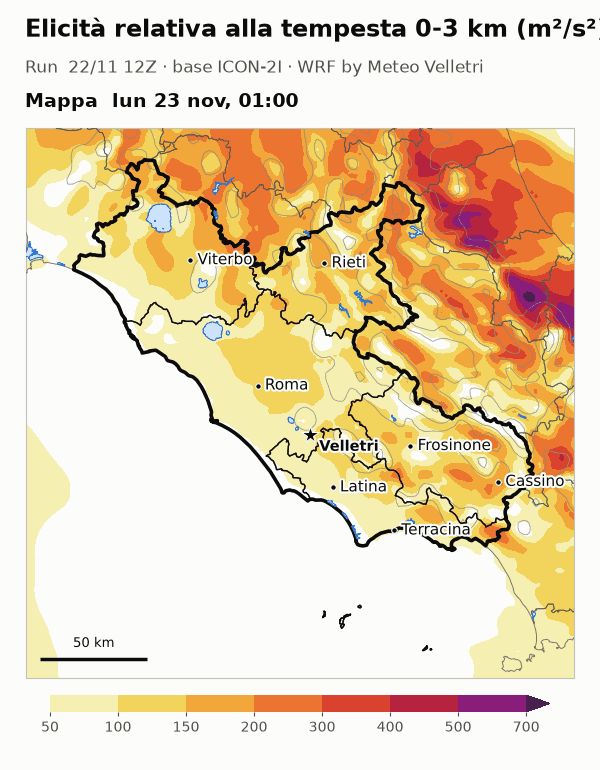 Elicità relativa alla tempesta 0-3 km (m²/s²)
Run 22/11 12Z · base ICON-2I · WRF by Meteo Velletri
Mappa lun 23 nov, 01:00
Viterbo
Rieti
Roma
Velletri
Frosinone
Latina
Cassino
Terracina
50 km
50 100 150 200 300 400 500 700